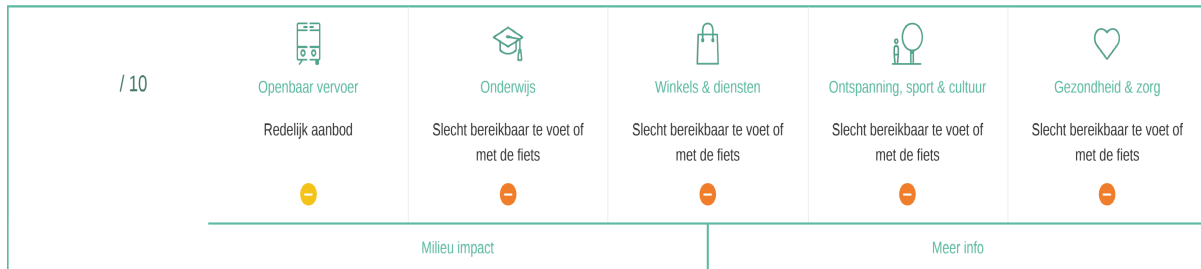 / 10
Openbaar vervoer
Redelijk aanbod
Onderwijs
Slecht bereikbaar te voet of
met de fiets
Winkels & diensten
Slecht bereikbaar te voet of
met de fiets
Ontspanning, sport & cultuur
Slecht bereikbaar te voet of
met de fiets
Gezondheid & zorg
Slecht bereikbaar te voet of
met de fiets
Milieu impact
Meer info